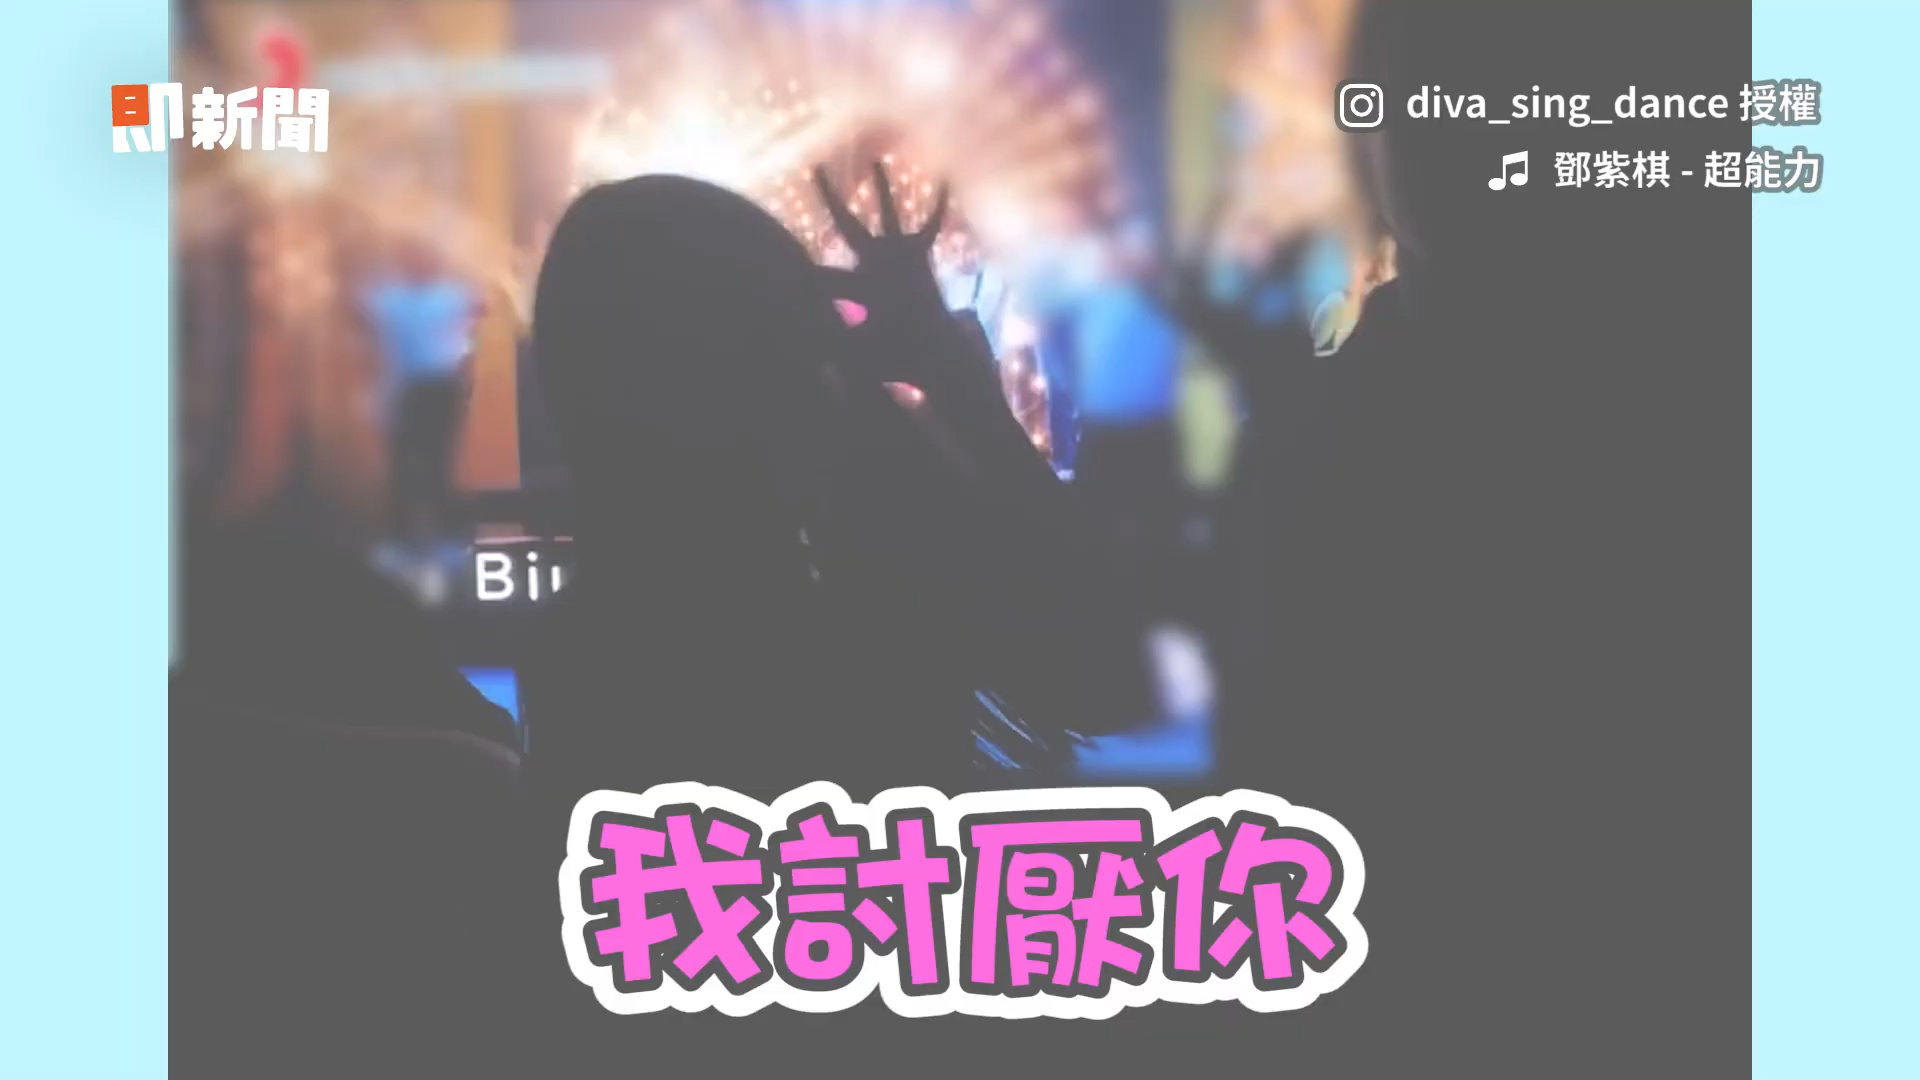 即新聞
diva_sing_dance 授權
鄧紫棋 - 超能力
Bi
我討厭你